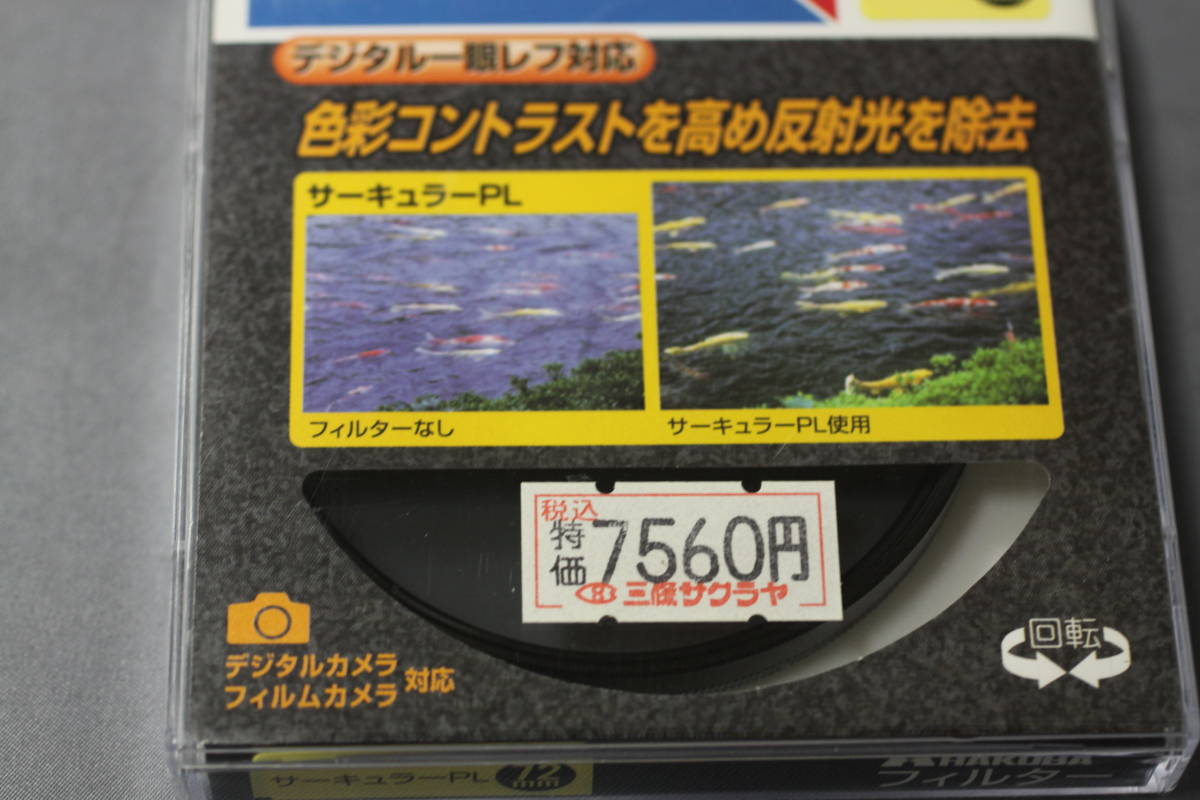 デジタル一眼レフ対応
色彩コントラストを高め反射光を除去
サーキュラーPL
フィルターなし
サーキュラーPL使用
税込
特価 7560円
三條サクラヤ
デジタルカメラ
フィルムカメラ
対応
回転
サーキュラーPL 72mm
HAKUBA
フィルター